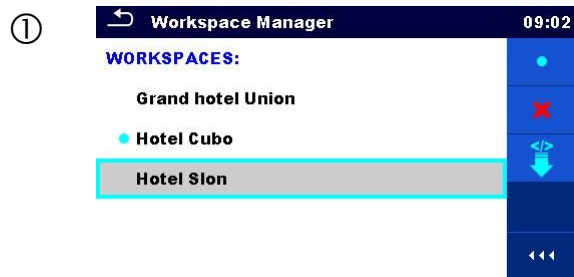 ①
Workspace Manager 09:02
WORKSPACES:
Grand hotel Union
Hotel Cubo
Hotel Slon